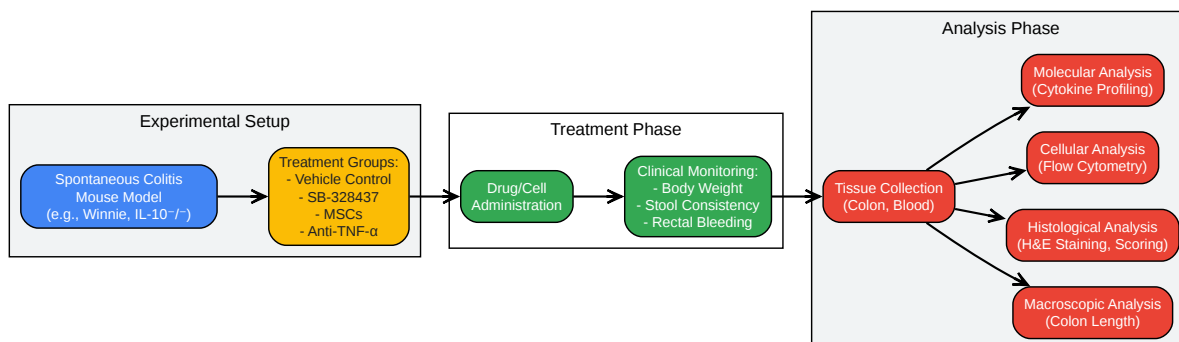 Experimental Setup
Spontaneous Colitis
Mouse Model
(e.g., Winnie, IL-10⁻/⁻)
Treatment Groups:
- Vehicle Control
- SB-328437
- MSCs
- Anti-TNF-α
Treatment Phase
Drug/Cell
Administration
Clinical Monitoring:
- Body Weight
- Stool Consistency
- Rectal Bleeding
Analysis Phase
Tissue Collection
(Colon, Blood)
Molecular Analysis
(Cytokine Profiling)
Cellular Analysis
(Flow Cytometry)
Histological Analysis
(H&E Staining, Scoring)
Macroscopic Analysis
(Colon Length)